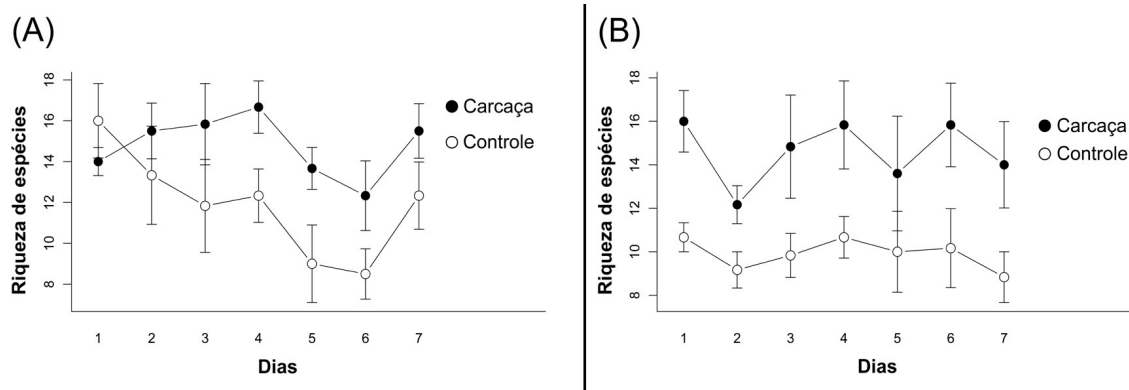 (A)
Riqueza de espécies
18
16
14
12
10
8
1 2 3 4 5 6 7
Dias
Carcaça
Controle
(B)
Riqueza de espécies
18
16
14
12
10
8
1 2 3 4 5 6 7
Dias
Carcaça
Controle